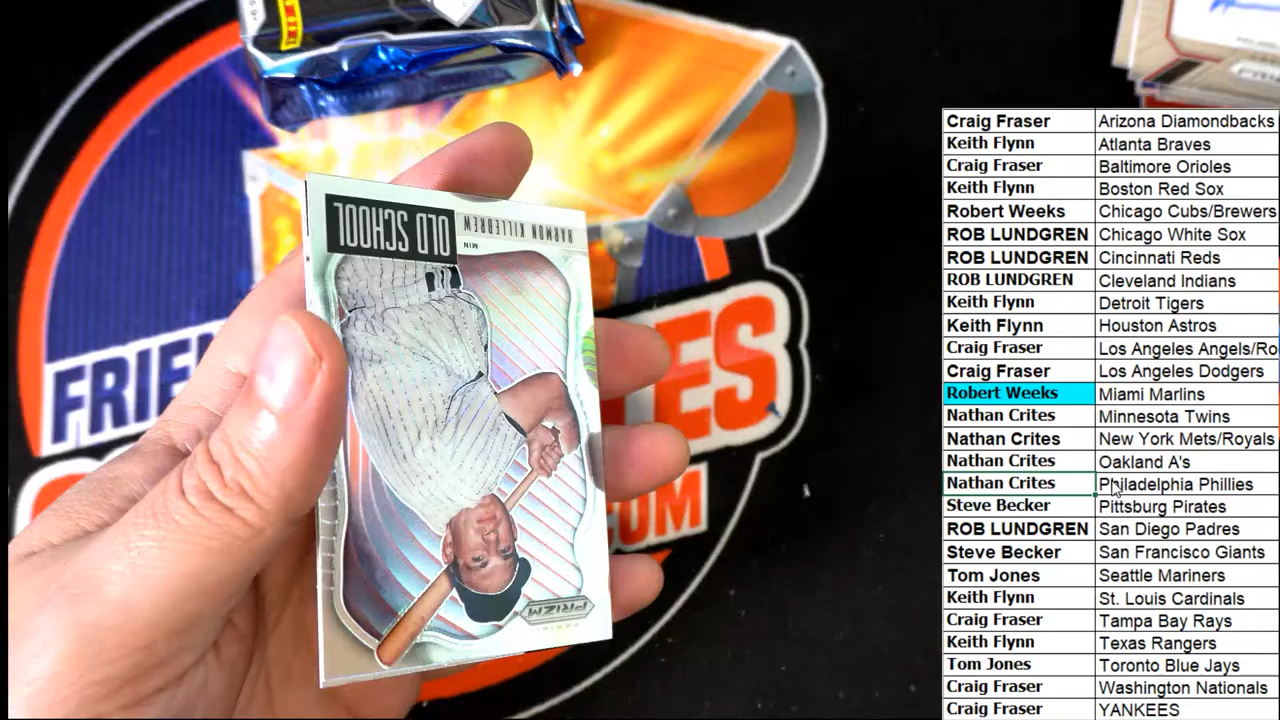 PANINI
OLD SCHOOL
HARMON KILLEBREW
MIN
PANINI
PRIZM
COM
Craig Fraser Arizona Diamondbacks
Keith Flynn Atlanta Braves
Craig Fraser Baltimore Orioles
Keith Flynn Boston Red Sox
Robert Weeks Chicago Cubs/Brewers
ROB LUNDGREN Chicago White Sox
ROB LUNDGREN Cincinnati Reds
ROB LUNDGREN Cleveland Indians
Keith Flynn Detroit Tigers
Keith Flynn Houston Astros
Craig Fraser Los Angeles Angels/Ro
Craig Fraser Los Angeles Dodgers
Robert Weeks Miami Marlins
Nathan Crites Minnesota Twins
Nathan Crites New York Mets/Royals
Nathan Crites Oakland A's
Nathan Crites Philadelphia Phillies
Steve Becker Pittsburg Pirates
ROB LUNDGREN San Diego Padres
Steve Becker San Francisco Giants
Tom Jones Seattle Mariners
Keith Flynn St. Louis Cardinals
Craig Fraser Tampa Bay Rays
Keith Flynn Texas Rangers
Tom Jones Toronto Blue Jays
Craig Fraser Washington Nationals
Craig Fraser YANKEES